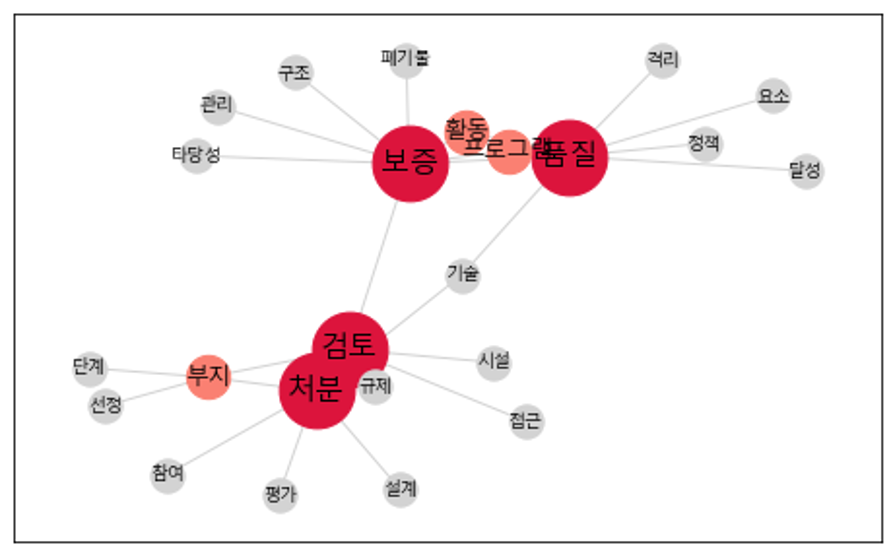 폐기물
격리
구조
요소
관리
활동
정책
프로그램
품질
타당성
보증
달성
기술
검토
시설
단계
부지
규제
처분
선정
접근
참여
설계
평가